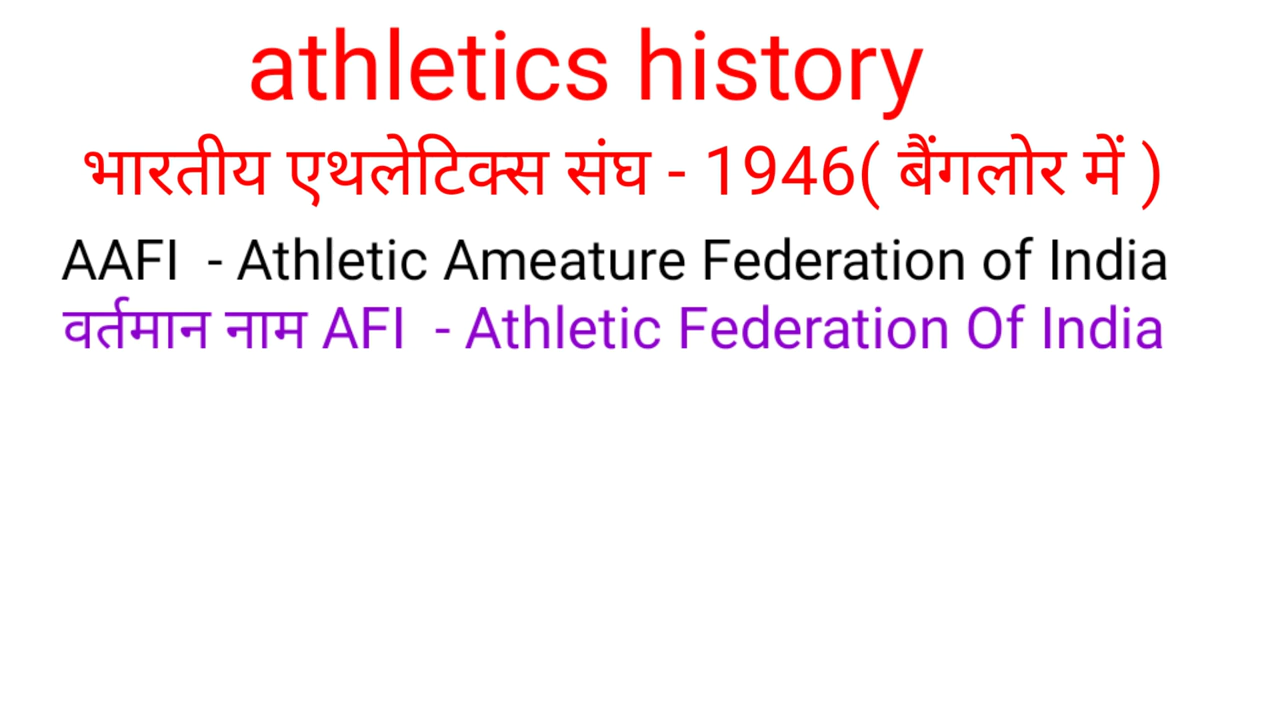 athletics history
भारतीय एथलेटिक्स संघ - 1946( बैंगलोर में )
AAFI - Athletic Ameature Federation of India
वर्तमान नाम AFI - Athletic Federation Of India